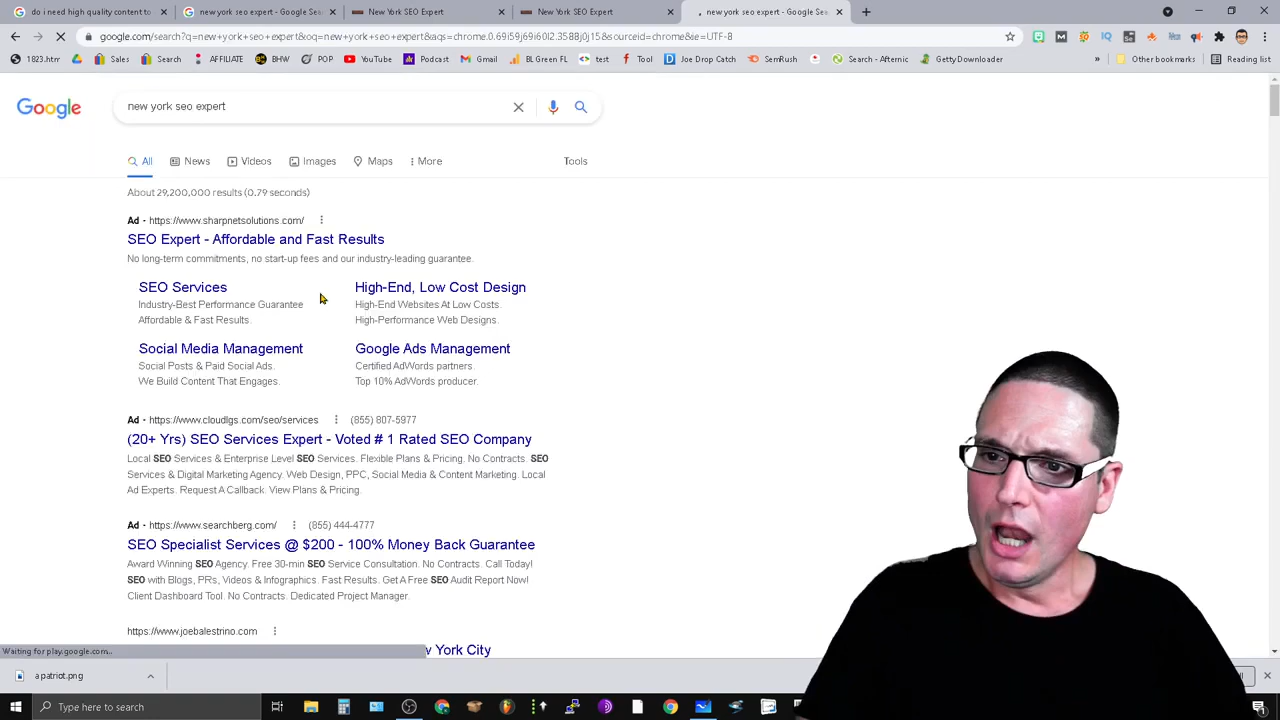 do i need high quality content to
new york seo expert - Google Sea
New York SEO Expert
New York SEO Expert
new york seo expert - Google Sea
google.com/search?q=new+york+seo+expert&oq=new+york+seo+expert&aqs=chrome.0.69i59j69i60l2.3588j0j15&sourceid=chrome&ie=UTF-8
1823.htm
Sales
Search
AFFILIATE
BHW
POP
YouTube
Podcast
Gmail
BL Green FL
test
Tool
Joe Drop Catch
SemRush
Search - Afternic
GettyDownloader
Other bookmarks
Reading list
Google
new york seo expert
All
News
Videos
Images
Maps
More
Tools
About 29,200,000 results (0.79 seconds)
Ad · https://www.sharpnetsolutions.com/
SEO Expert - Affordable and Fast Results
No long-term commitments, no start-up fees and our industry-leading guarantee.
SEO Services
Industry-Best Performance Guarantee
Affordable & Fast Results.
High-End, Low Cost Design
High-End Websites At Low Costs.
High-Performance Web Designs.
Social Media Management
Social Posts & Paid Social Ads.
We Build Content That Engages.
Google Ads Management
Certified AdWords partners.
Top 10% AdWords producer.
Ad · https://www.cloudlgs.com/seo/services (855) 807-5977
(20+ Yrs) SEO Services Expert - Voted # 1 Rated SEO Company
Local SEO Services & Enterprise Level SEO Services. Flexible Plans & Pricing. No Contracts. SEO
Services & Digital Marketing Agency. Web Design, PPC, Social Media & Content Marketing. Local
Ad Experts. Request A Callback. View Plans & Pricing.
Ad · https://www.searchberg.com/ (855) 444-4777
SEO Specialist Services @ $200 - 100% Money Back Guarantee
Award Winning SEO Agency. Free 30-min SEO Service Consultation. No Contracts. Call Today!
SEO with Blogs, PRs, Videos & Infographics. Fast Results. Get A Free SEO Audit Report Now!
Client Dashboard Tool. No Contracts. Dedicated Project Manager.
https://www.joebalestrino.com
York City
Waiting for play.google.com...
a patriot.png
Type here to search